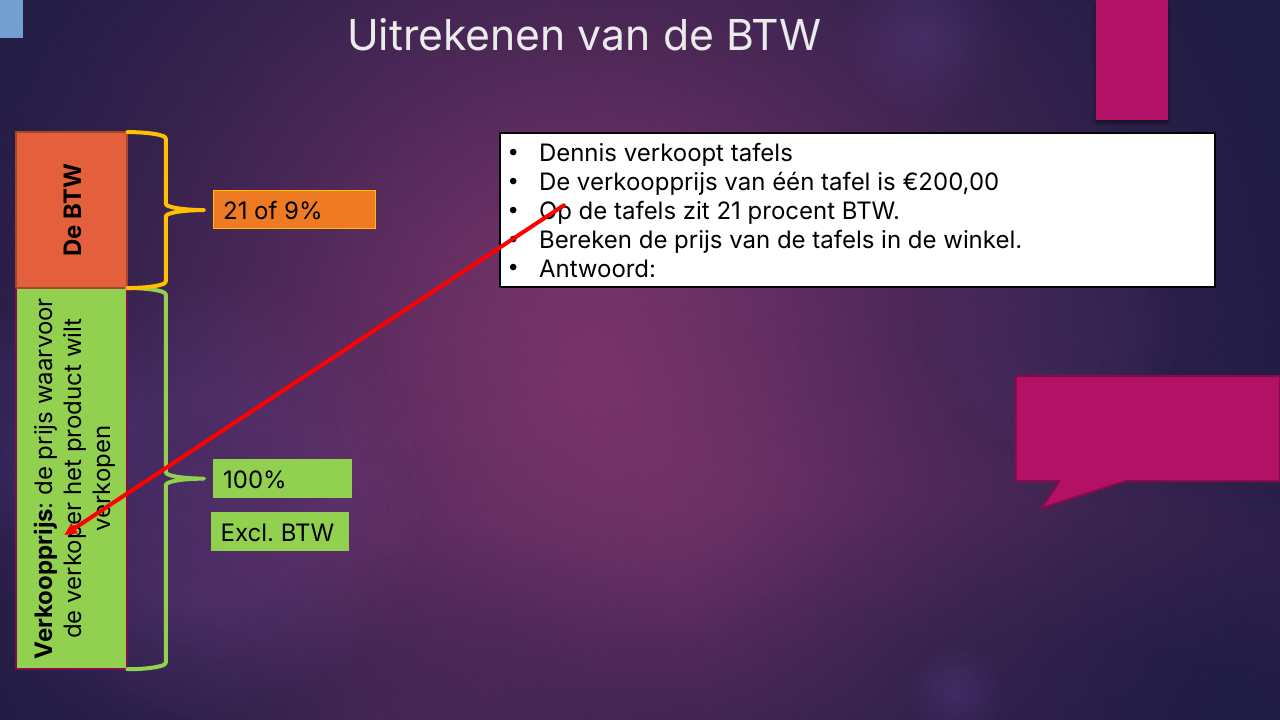 Uitrekenen van de BTW
De BTW
21 of 9%
• Dennis verkoopt tafels
• De verkoopprijs van één tafel is €200,00
• Op de tafels zit 21 procent BTW.
• Bereken de prijs van de tafels in de winkel.
• Antwoord:
Verkoopprijs: de prijs waarvoor
de verkoper het product wilt
verkopen
100%
Excl. BTW